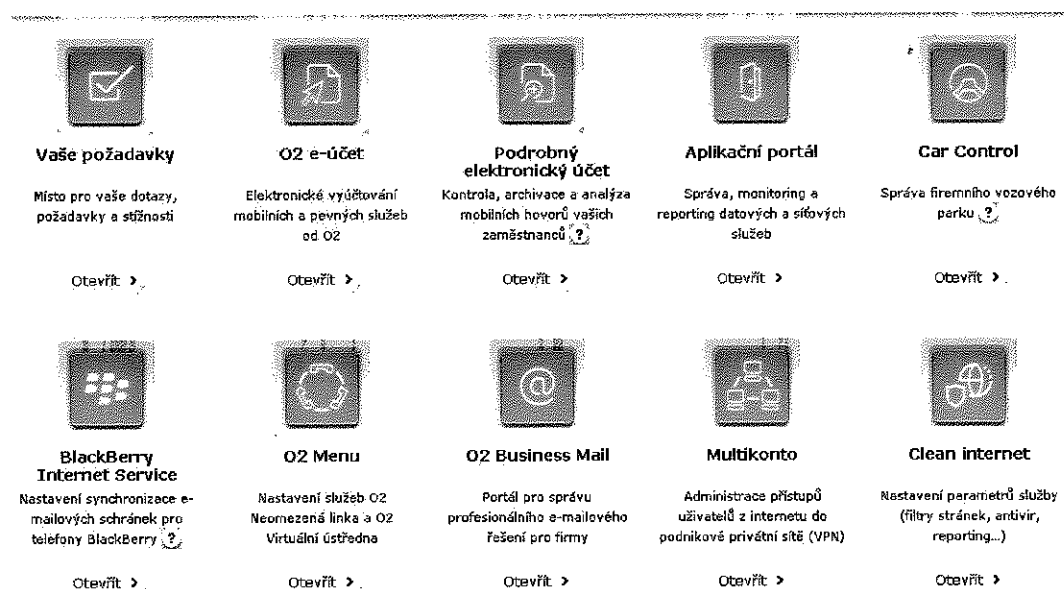 Vaše požadavky
Místo pro vaše dotazy,
požadavky a stížnosti
Otevřít >
O2 e-účet
Elektronické vyúčtování
mobilních a pevných služeb
od O2
Otevřít >
Podrobný
elektronický účet
Kontrola, archivace a analýza
mobilních hovorů vašich
zaměstnanců ?
Otevřít >
Aplikační portál
Správa, monitoring a
reporting datových a síťových
služeb
Otevřít >
Car Control
Správa firemního vozového
parku ?
Otevřít >
BlackBerry
Internet Service
Nastavení synchronizace e-
mailových schránek pro
telefony BlackBerry ?
Otevřít >
O2 Menu
Nastavení služeb O2
Neomezená linka a O2
Virtuální ústředna
Otevřít >
@
O2 Business Mail
Portál pro správu
profesionálního e-mailového
řešení pro firmy
Otevřít >
Multikonto
Administrace přístupů
uživatelů z internetu do
podnikové privátní sítě (VPN)
Otevřít >
Clean internet
Nastavení parametrů služby
(filtry stránek, antivir,
reporting...)
Otevřít >